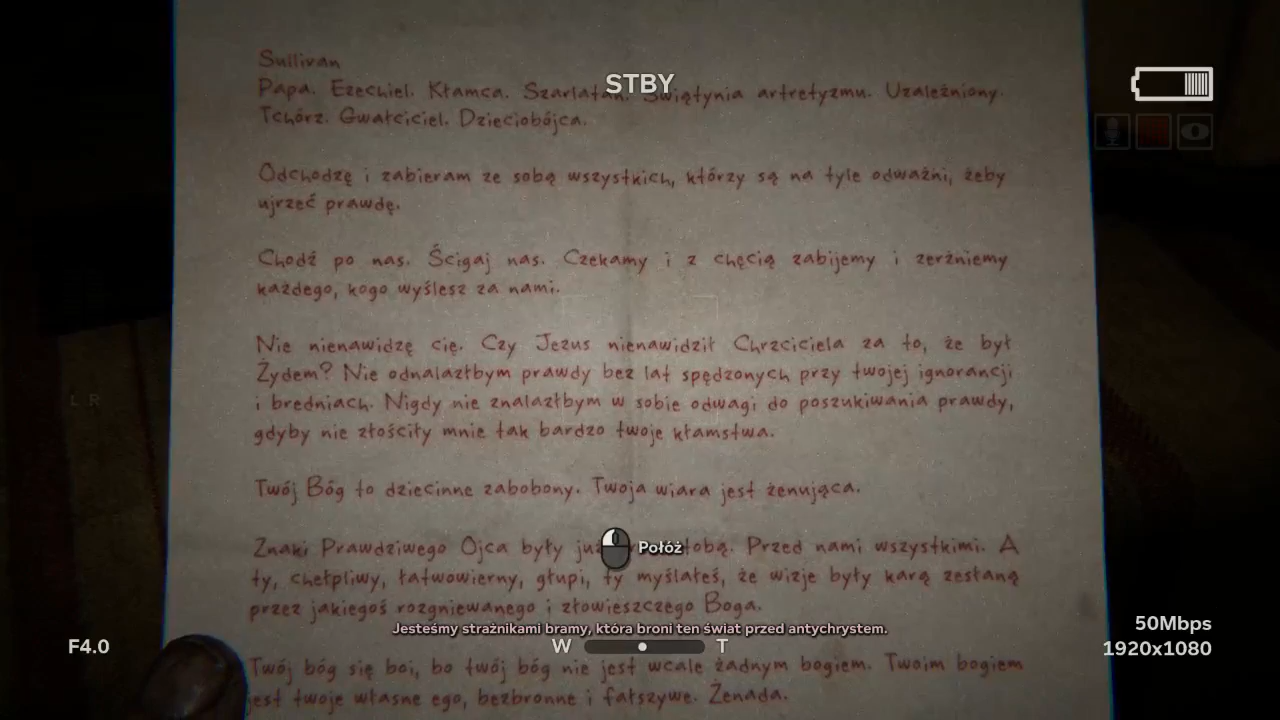 Sullivan
STBY
Papa. Ezechiel. Kłamca. Szarlatan. Świątynia artretyzmu. Uzależniony.
Tchórz. Gwałciciel. Dzieciobójca.
Odchodzę i zabieram ze sobą wszystkich, którzy są na tyle odważni, żeby
ujrzeć prawdę.
Chodź po nas. Ścigaj nas. Czekamy i z chęcią zabijemy i zerżniemy
każdego, kogo wyślesz za nami.
Nie nienawidzę cię. Czy Jezus nienawidził Chrzciciela za to, że był
Żydem? Nie odnalazłbym prawdy bez lat spędzonych przy twojej ignorancji
L R
i bredniach. Nigdy nie znalazłbym w sobie odwagi do poszukiwania prawdy,
gdyby nie złościły mnie tak bardzo twoje kłamstwa.
Twój Bóg to dziecinne zabobony. Twoja wiara jest żenująca.
Znaki Prawdziwego Ojca były tobą. Przed nami wszystkimi. A
Połóż
ty, chełpliwy, łatwowierny, głupi, ty myślałeś, że wizje były karą zesłaną
przez jakiegoś rozgniewanego i złowieszczego Boga.
Jesteśmy strażnikami bramy, która broni ten świat przed antychrystem.
F4.0
W T
50Mbps
1920x1080
Twój bóg się boi, bo twój bóg nie jest wcale żadnym bogiem. Twoim bogiem
jest twoje własne ego, bezbronne i fałszywe. Żenada.